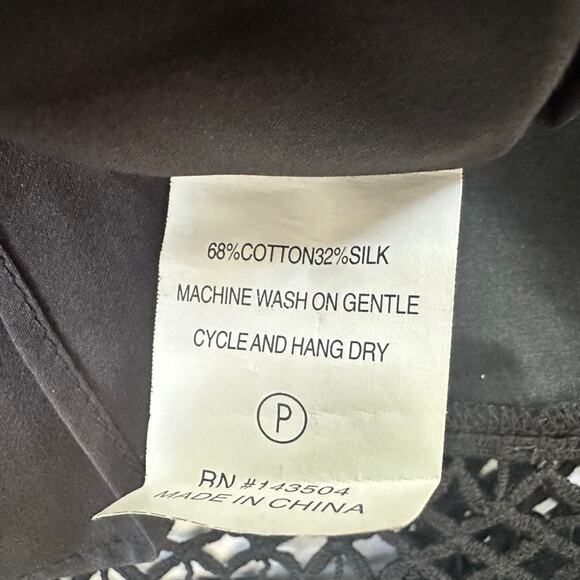 68%COTTON32%SILK
MACHINE WASH ON GENTLE
CYCLE AND HANG DRY
P
RN #143504
MADE IN CHINA